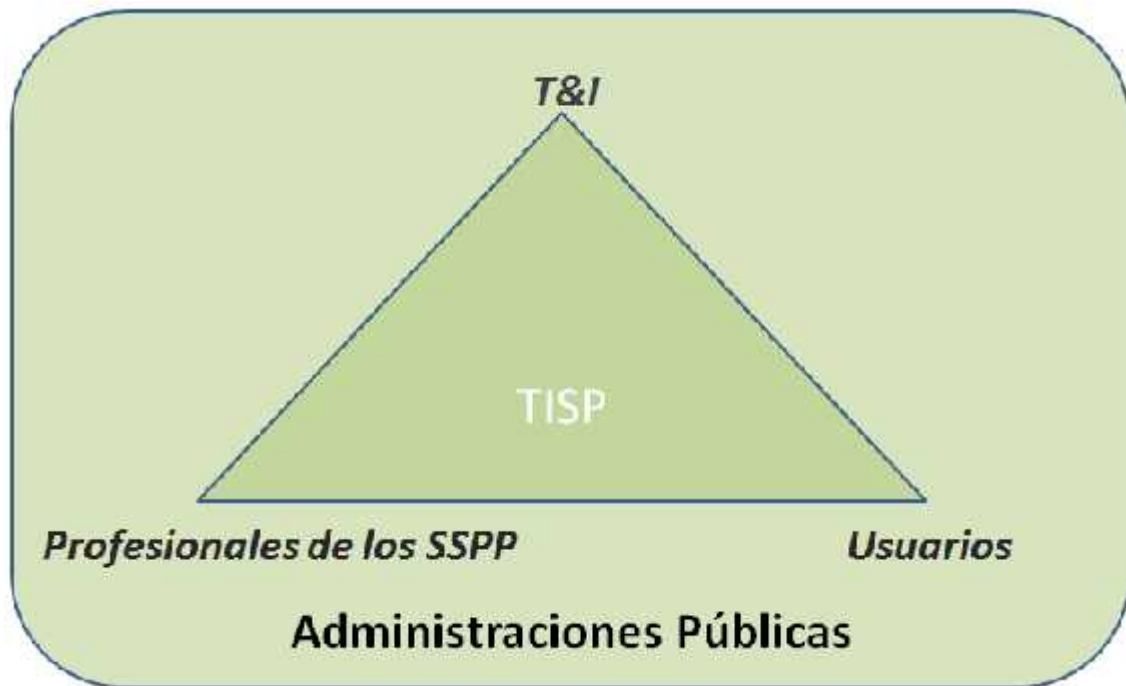 T&I
TISP
Profesionales de los SSPP
Usuarios
Administraciones Públicas